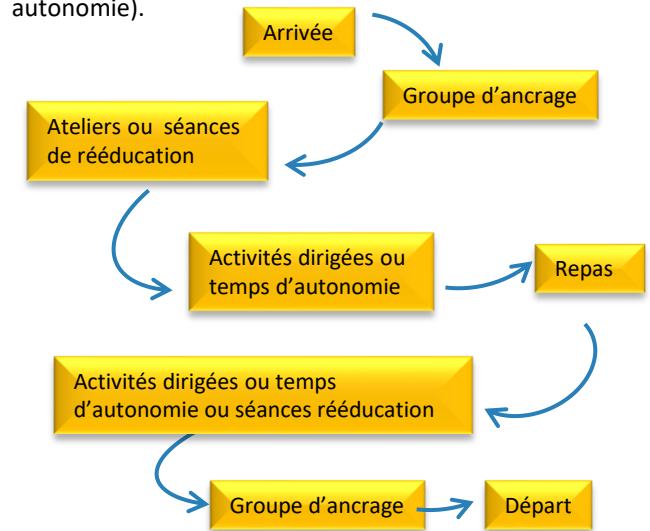 autonomie).
Arrivée
Groupe d’ancrage
Ateliers ou séances
de rééducation
Activités dirigées ou
temps d’autonomie
Repas
Activités dirigées ou temps
d’autonomie ou séances rééducation
Groupe d’ancrage
Départ